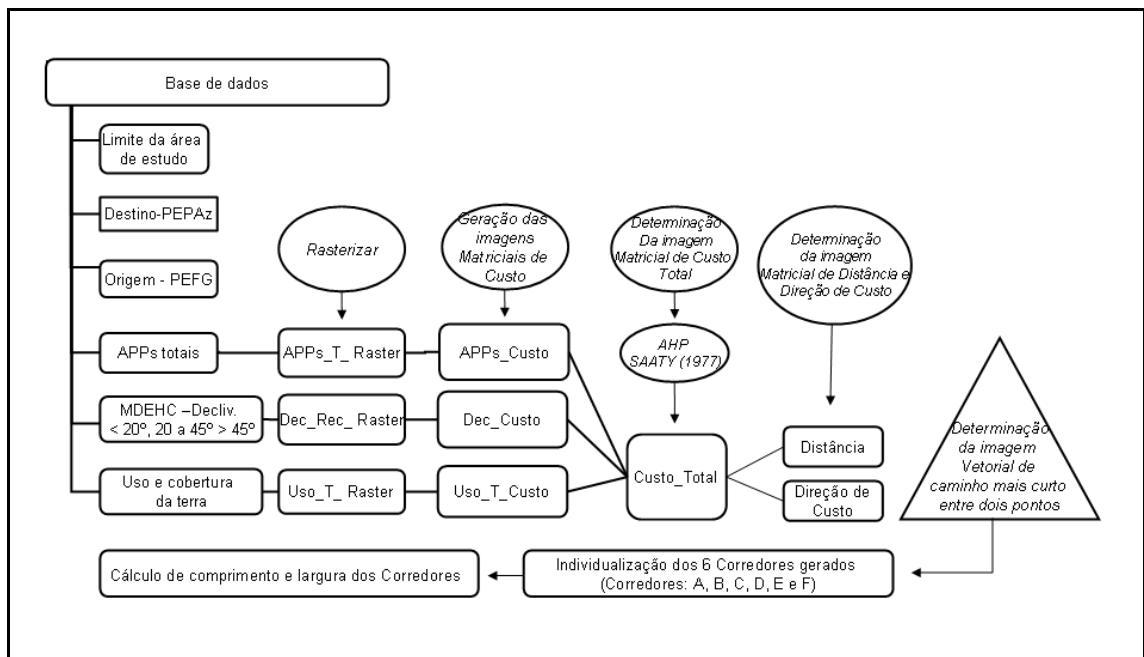 Base de dados
Limite da área
de estudo
Destino-PEPAz
Origem - PEFG
Rasterizar
Geração das
imagens
Matriciais de
Custo
Determinação
Da imagem
Matricial de Custo
Total
Determinação
da imagem
Matricial de Distância e
Direção de Custo
APPs totais
APPs_T_ Raster
APPs_Custo
AHP
SAATY (1977)
MDEHC –Decliv.
< 20º, 20 a 45º > 45º
Dec_Rec_ Raster
Dec_Custo
Uso e cobertura
da terra
Uso_T_ Raster
Uso_T_Custo
Custo_Total
Distância
Direção de
Custo
Determinação
da imagem
Vetorial de
caminho mais curto
entre dois pontos
Individualização dos 6 Corredores gerados
(Corredores: A, B, C, D, E e F)
Cálculo de comprimento e largura dos Corredores